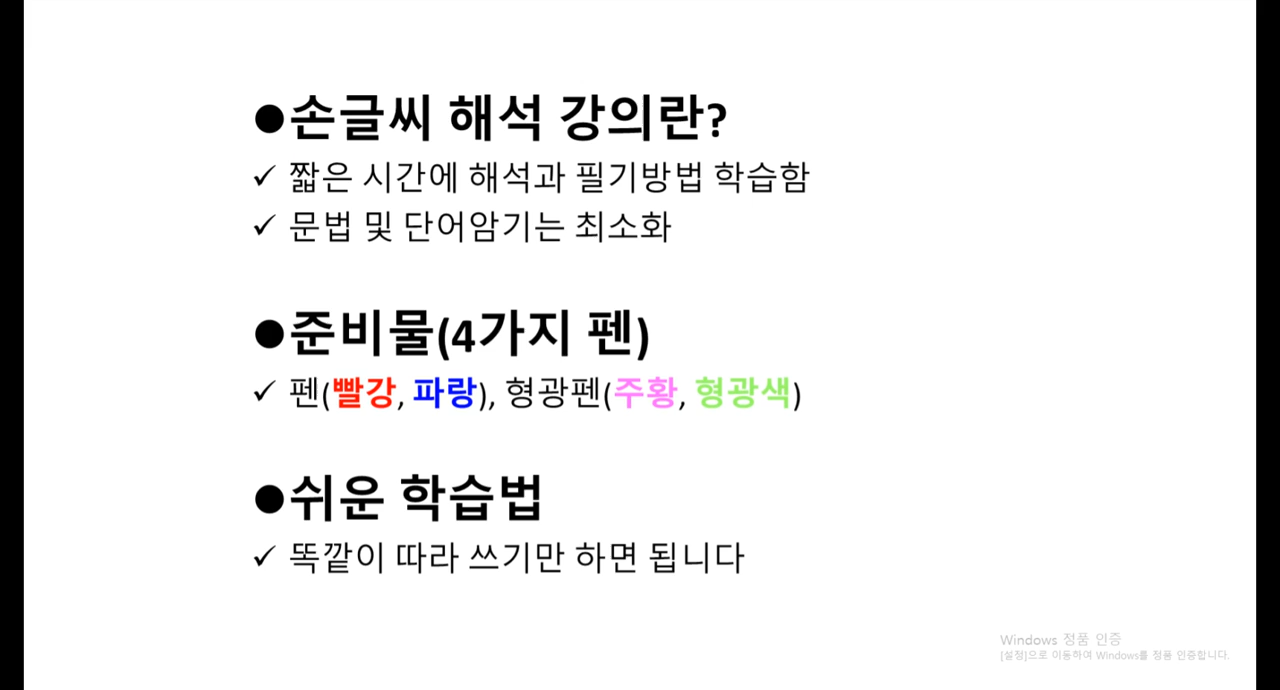 ●손글씨 해석 강의란?
✓ 짧은 시간에 해석과 필기방법 학습함
✓ 문법 및 단어암기는 최소화
●준비물(4가지 펜)
✓ 펜(빨강, 파랑), 형광펜(주황, 형광색)
●쉬운 학습법
✓ 똑깥이 따라 쓰기만 하면 됩니다
Windows 정품 인증
[설정]으로 이동하여 Windows를 정품 인증합니다.